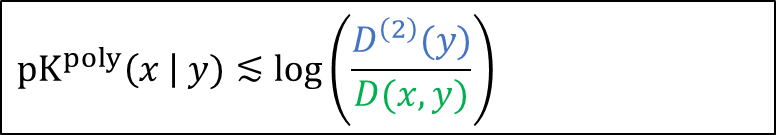 pK^poly(x | y) ≲ log(D^(2)(y) / D(x, y))